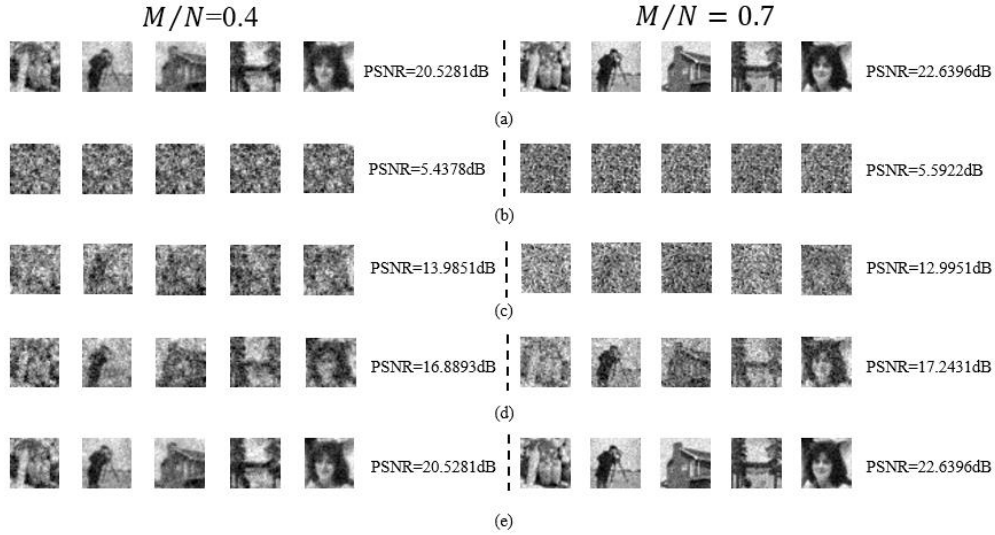 M/N=0.4 M/N = 0.7
PSNR=20.5281dB PSNR=22.6396dB
(a)
PSNR=5.4378dB PSNR=5.5922dB
(b)
PSNR=13.9851dB PSNR=12.9951dB
(c)
PSNR=16.8893dB PSNR=17.2431dB
(d)
PSNR=20.5281dB PSNR=22.6396dB
(e)